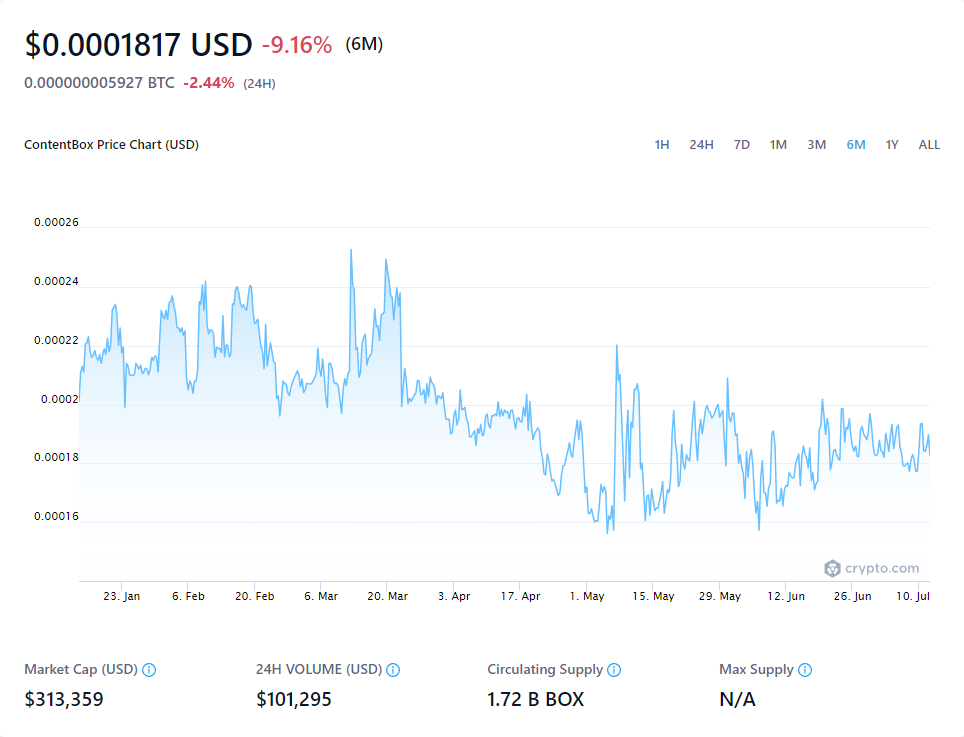 $0.0001817 USD -9.16% (6M)
0.000000005927 BTC -2.44% (24H)
ContentBox Price Chart (USD) 1H 24H 7D 1M 3M 6M 1Y ALL
0.00026
0.00024
0.00022
0.0002
0.00018
0.00016
crypto.com
23. Jan 6. Feb 20. Feb 6. Mar 20. Mar 3. Apr 17. Apr 1. May 15. May 29. May 12. Jun 26. Jun 10. Jul
Market Cap (USD) 24H VOLUME (USD) Circulating Supply Max Supply
$313,359 $101,295 1.72 B BOX N/A